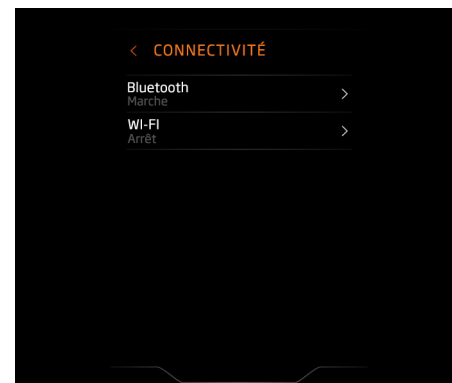 CONNECTIVITÉ
Bluetooth
Marche
WI-FI
Arrêt